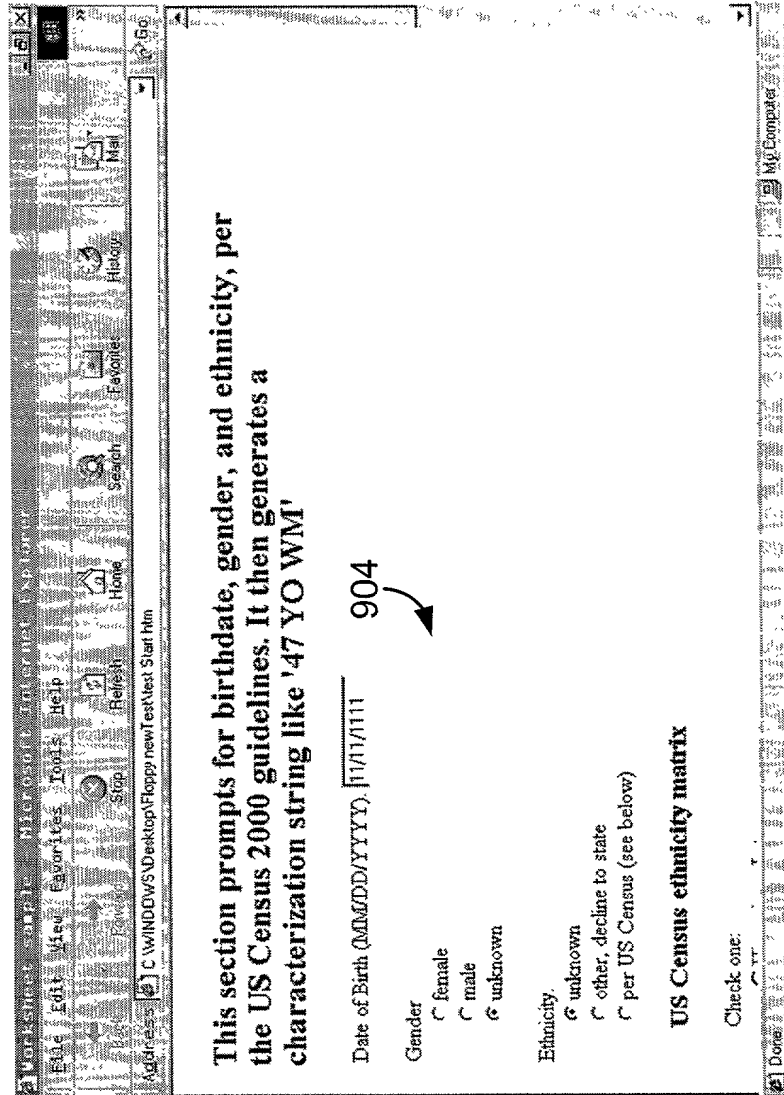 Worksheet sample - Microsoft Internet Explorer
File Edit View Favorites Tools Help
Forward Stop Refresh Home Search Favorites History Mail
Address C:\WINDOWS\Desktop\Floppy newTest\test Start htm Go
This section prompts for birthdate, gender, and ethnicity, per
the US Census 2000 guidelines. It then generates a
characterization string like '47 YO WM'
904
Date of Birth (MM/DD/YYYY). 11/11/1111
Gender
female
male
unknown
Ethnicity.
unknown
other, decline to state
per US Census (see below)
US Census ethnicity matrix
Check one:
Done My Computer